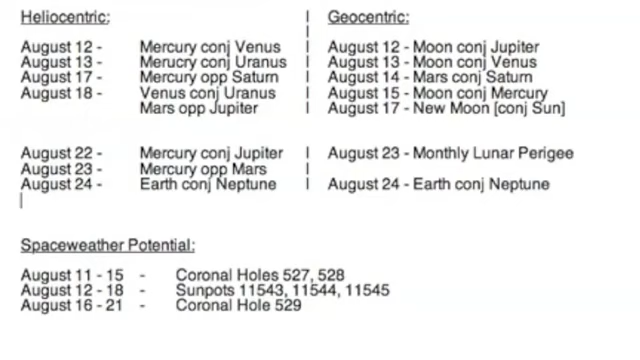 Heliocentric: | Geocentric:
|
August 12 - Mercury conj Venus | August 12 - Moon conj Jupiter
August 13 - Merucry conj Uranus | August 13 - Moon conj Venus
August 17 - Mercury opp Saturn | August 14 - Mars conj Saturn
August 18 - Venus conj Uranus | August 15 - Moon conj Mercury
Mars opp Jupiter | August 17 - New Moon [conj Sun]
August 22 - Mercury conj Jupiter | August 23 - Monthly Lunar Perigee
August 23 - Mercury opp Mars |
August 24 - Earth conj Neptune | August 24 - Earth conj Neptune
Spaceweather Potential:
August 11 - 15 - Coronal Holes 527, 528
August 12 - 18 - Sunpots 11543, 11544, 11545
August 16 - 21 - Coronal Hole 529